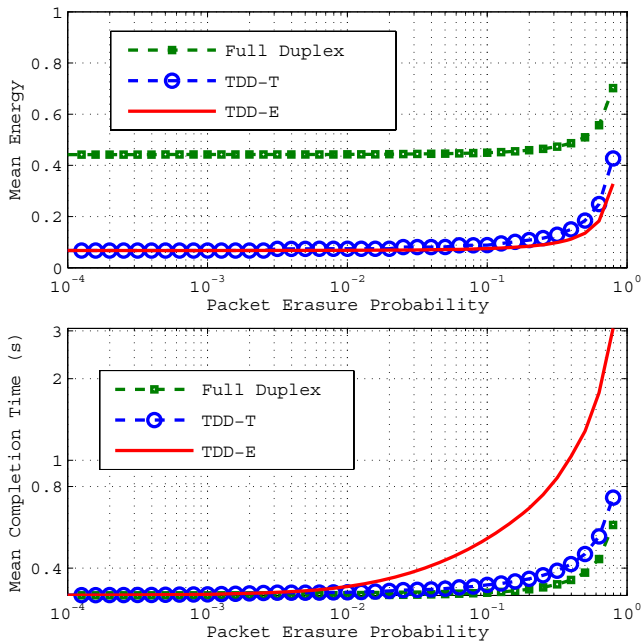 1
0.8
0.6
0.4
0.2
0
Mean Energy
Full Duplex
TDD-T
TDD-E
10^-4
10^-3
10^-2
10^-1
10^0
Packet Erasure Probability
3
2
1
0.8
0.4
Mean Completion Time (s)
Full Duplex
TDD-T
TDD-E
10^-4
10^-3
10^-2
10^-1
10^0
Packet Erasure Probability